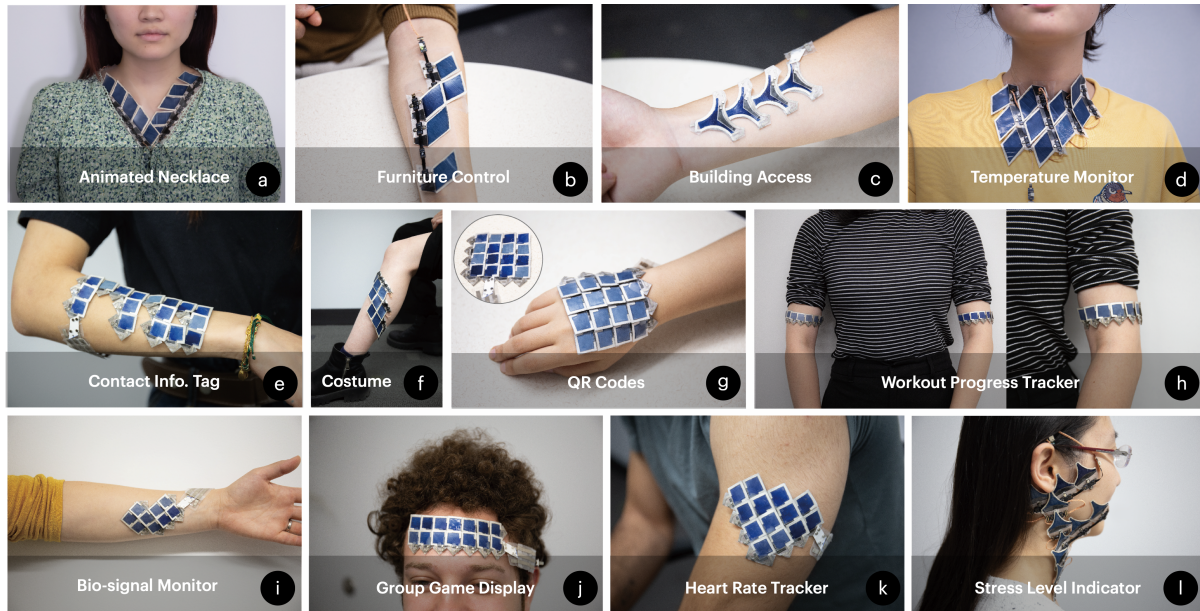 Animated Necklace
a
Furniture Control
b
Building Access
c
Temperature Monitor
d
Contact Info. Tag
e
Costume
f
QR Codes
g
Workout Progress Tracker
h
Bio-signal Monitor
i
Group Game Display
j
Heart Rate Tracker
k
Stress Level Indicator
l